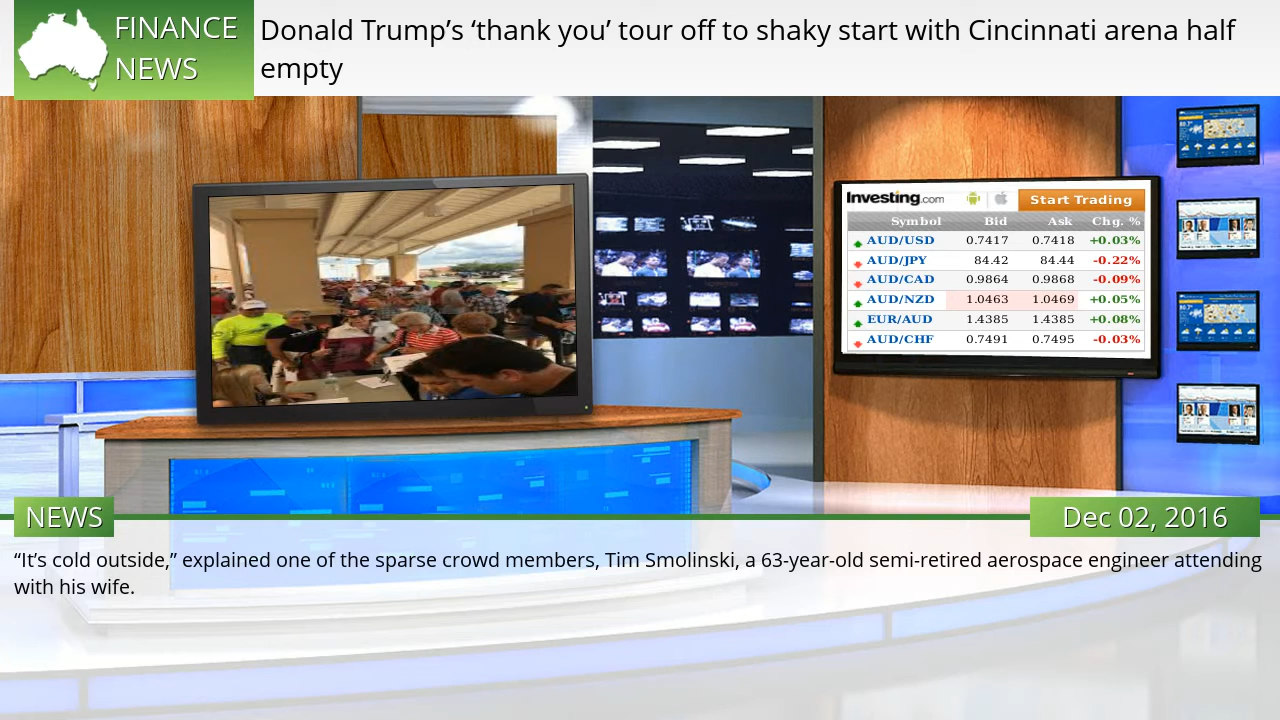 FINANCE
NEWS
Donald Trump’s ‘thank you’ tour off to shaky start with Cincinnati arena half
empty
Investing.com
Start Trading
Symbol Bid Ask Chg. %
AUD/USD 0.7417 0.7418 +0.03%
AUD/JPY 84.42 84.44 -0.22%
AUD/CAD 0.9864 0.9868 -0.09%
AUD/NZD 1.0463 1.0469 +0.05%
EUR/AUD 1.4385 1.4385 +0.08%
AUD/CHF 0.7491 0.7495 -0.03%
NEWS
Dec 02, 2016
“It’s cold outside,” explained one of the sparse crowd members, Tim Smolinski, a 63-year-old semi-retired aerospace engineer attending
with his wife.